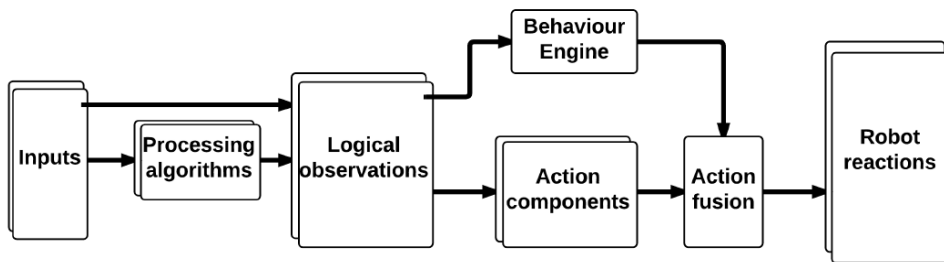 Inputs
Processing
algorithms
Logical
observations
Behaviour
Engine
Action
components
Action
fusion
Robot
reactions